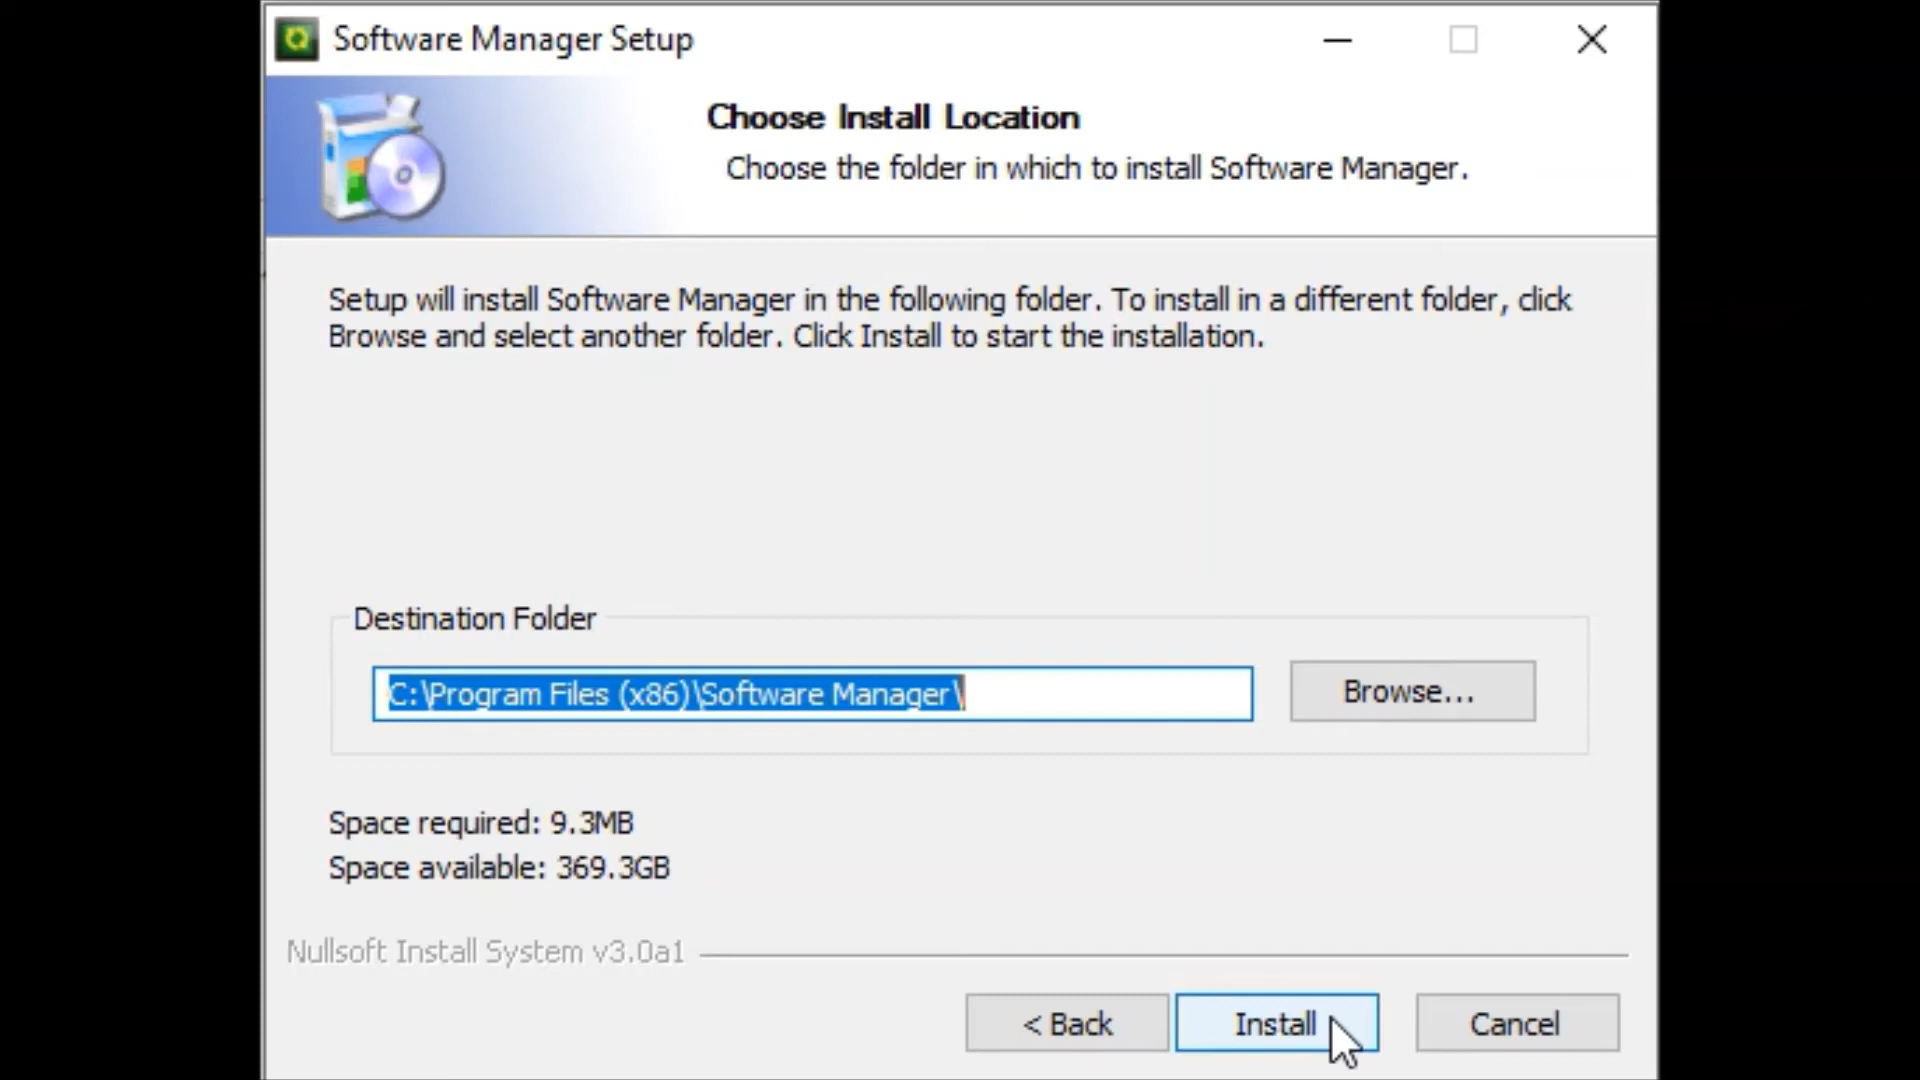 Software Manager Setup
Choose Install Location
Choose the folder in which to install Software Manager.
Setup will install Software Manager in the following folder. To install in a different folder, click
Browse and select another folder. Click Install to start the installation.
Destination Folder
C:\Program Files (x86)\Software Manager\
Browse...
Space required: 9.3MB
Space available: 369.3GB
Nullsoft Install System v3.0a1
< Back
Install
Cancel